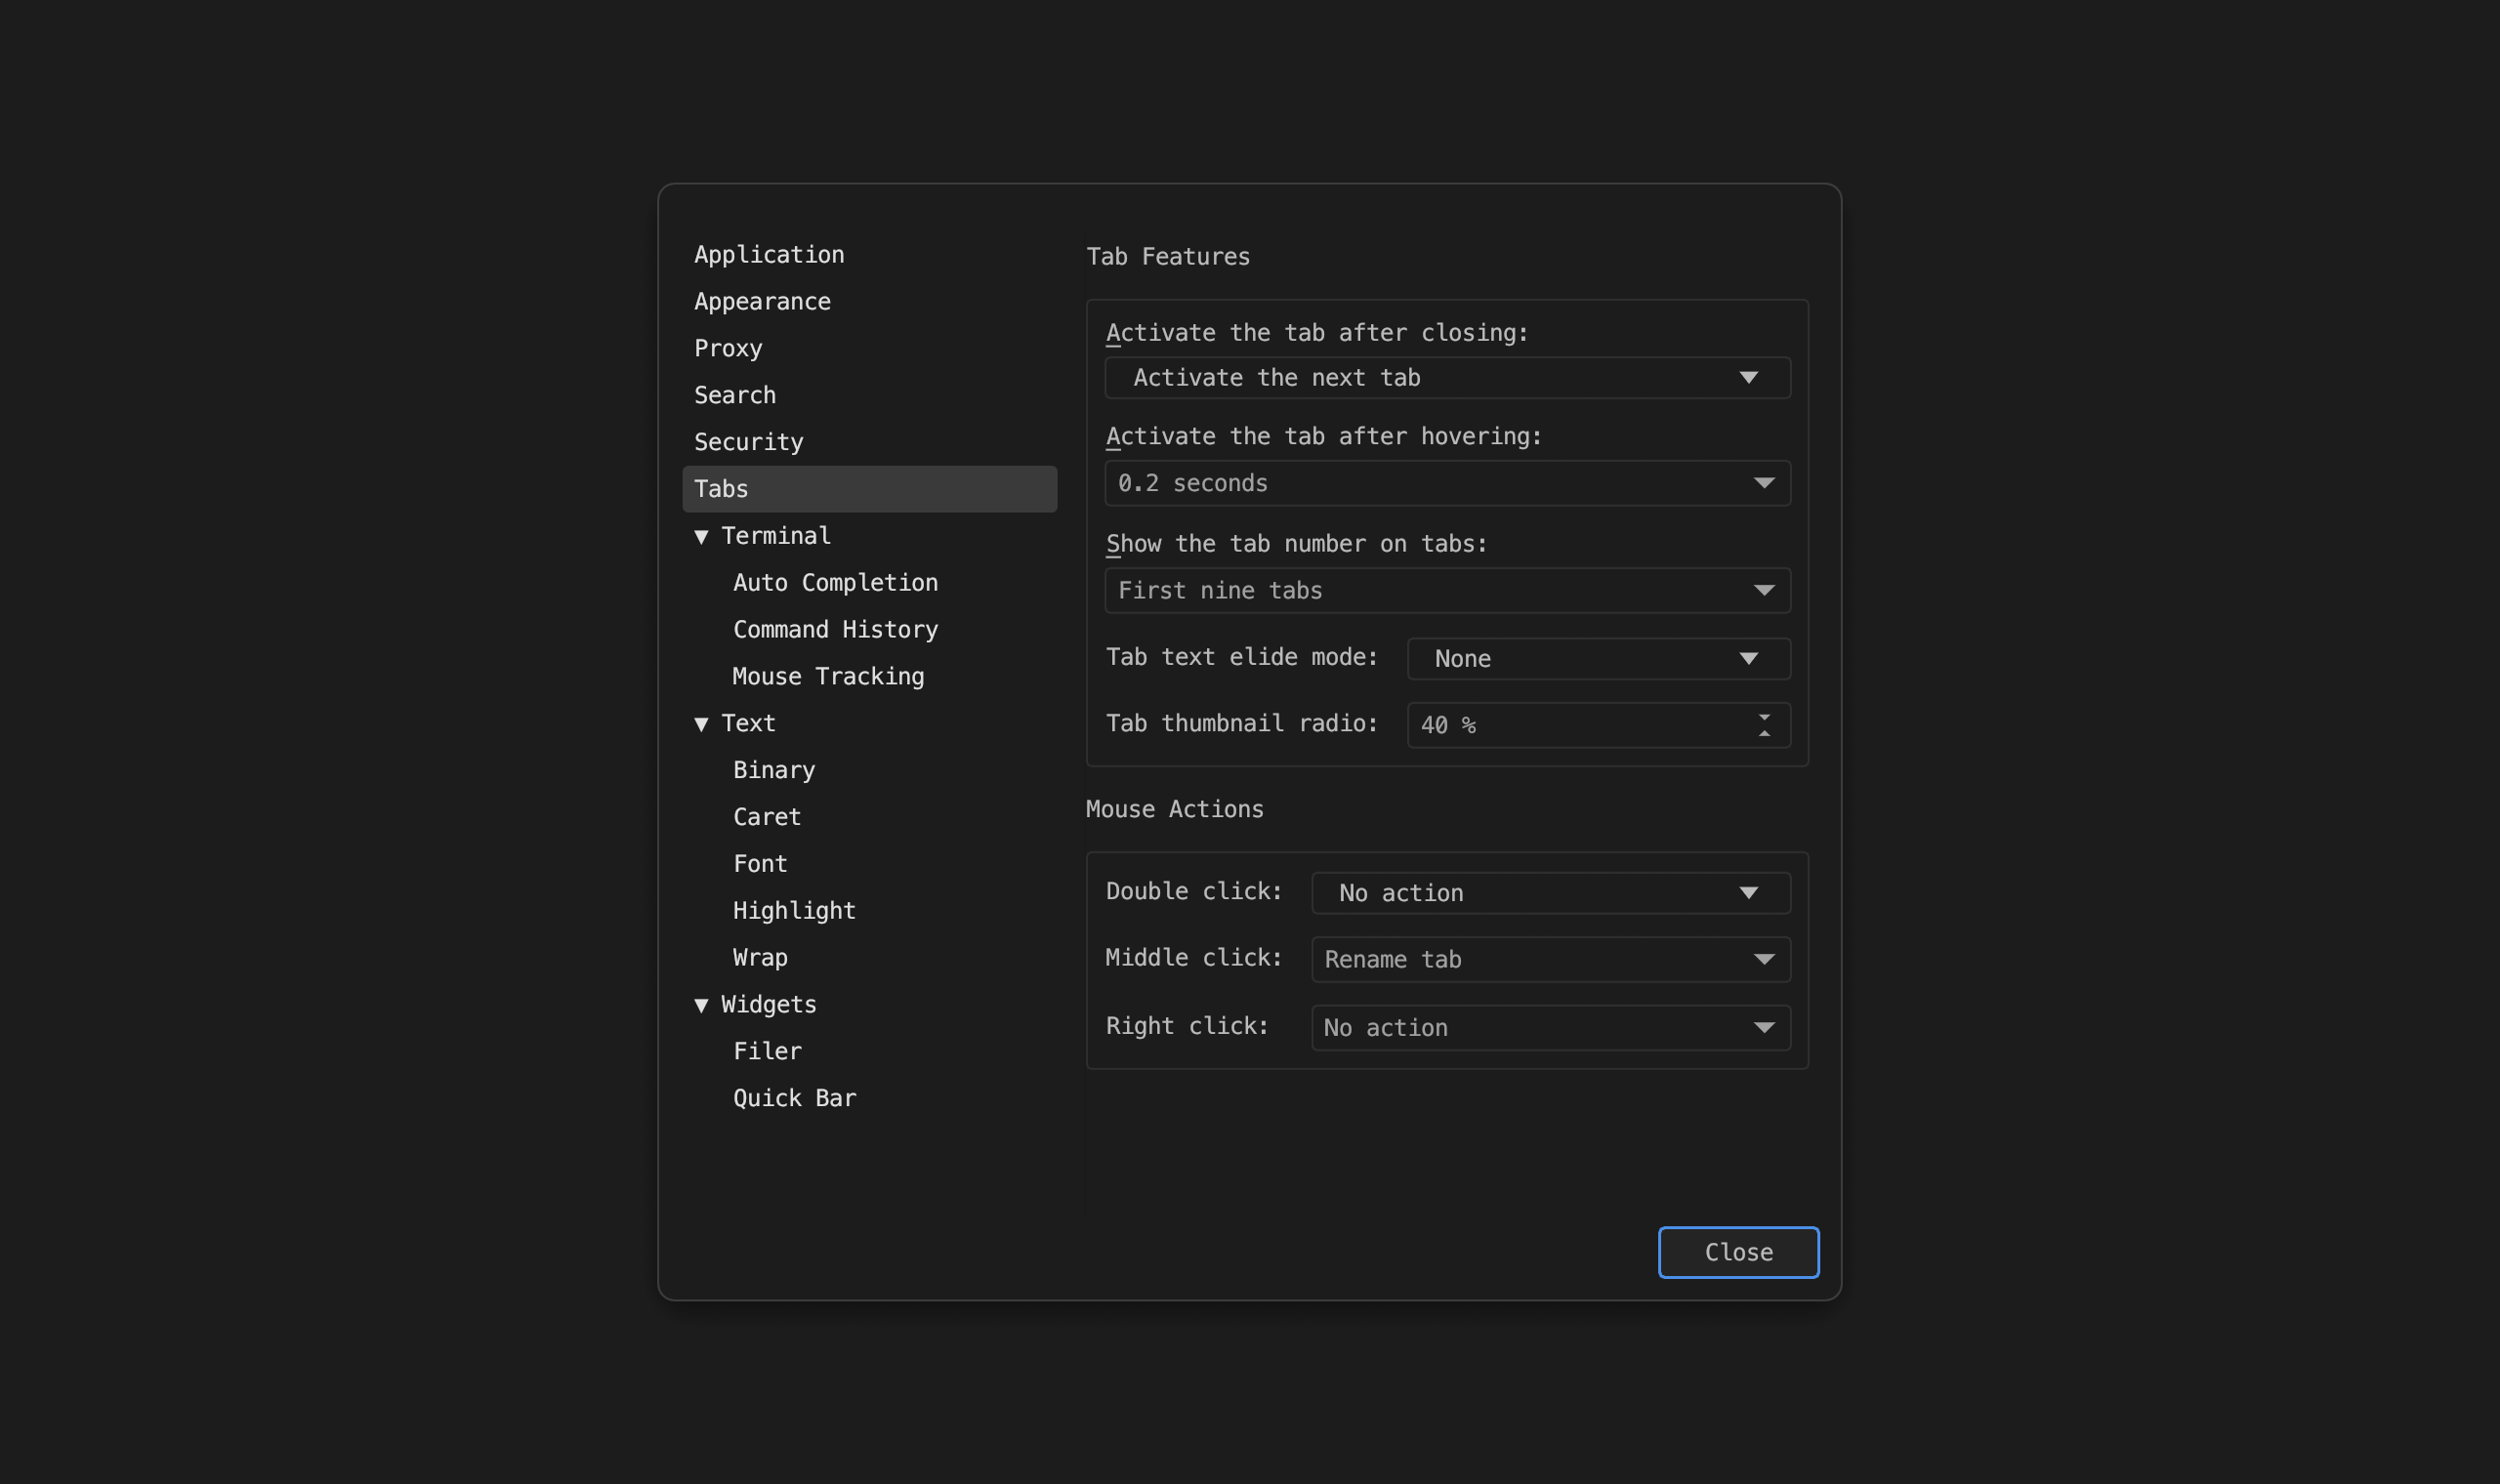 Application
Appearance
Proxy
Search
Security
Tabs
Terminal
Auto Completion
Command History
Mouse Tracking
Text
Binary
Caret
Font
Highlight
Wrap
Widgets
Filer
Quick Bar
Tab Features
Activate the tab after closing:
Activate the next tab
Activate the tab after hovering:
0.2 seconds
Show the tab number on tabs:
First nine tabs
Tab text elide mode: None
Tab thumbnail radio: 40 %
Mouse Actions
Double click: No action
Middle click: Rename tab
Right click: No action
Close